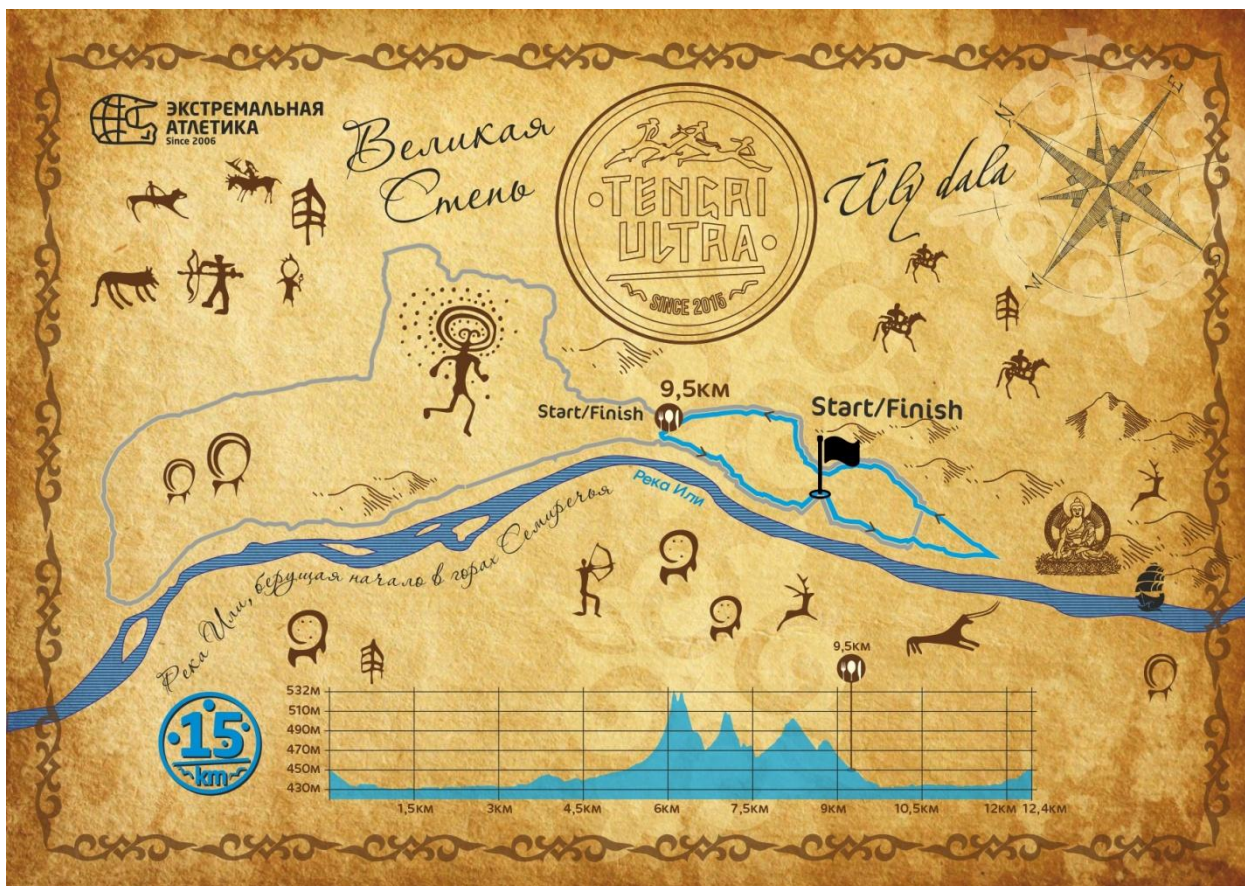 ЭКСТРЕМАЛЬНАЯ
АТЛЕТИКА
Since 2006
Великая
Степь
TENGRI
ULTRA
SINCE 2015
Ūly dala
N
E
W
S
9,5км
Start/Finish
Start/Finish
Река Или
Река Или, берущая начало в горах Семиречья
15
km
9,5км
532м
510м
490м
470м
450м
430м
1,5км
3км
4,5км
6км
7,5км
9км
10,5км
12км
12,4км